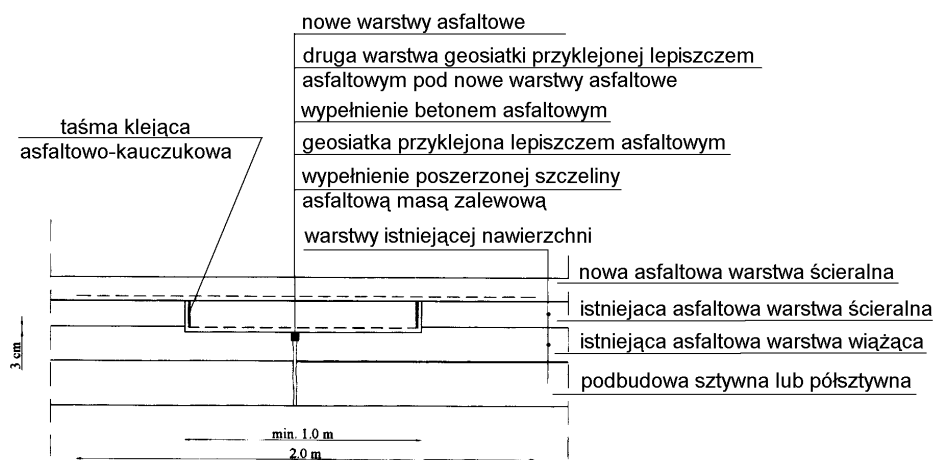 nowe warstwy asfaltowe
druga warstwa geosiatki przyklejonej lepiszczem
asfaltowym pod nowe warstwy asfaltowe
wypełnienie betonem asfaltowym
taśma klejąca
asfaltowo-kauczukowa
geosiatka przyklejona lepiszczem asfaltowym
wypełnienie poszerzonej szczeliny
asfaltową masą zalewową
warstwy istniejącej nawierzchni
nowa asfaltowa warstwa ścieralna
istniejaca asfaltowa warstwa ścieralna
istniejąca asfaltowa warstwa wiążąca
podbudowa sztywna lub półsztywna
3 cm
min. 1.0 m
2.0 m